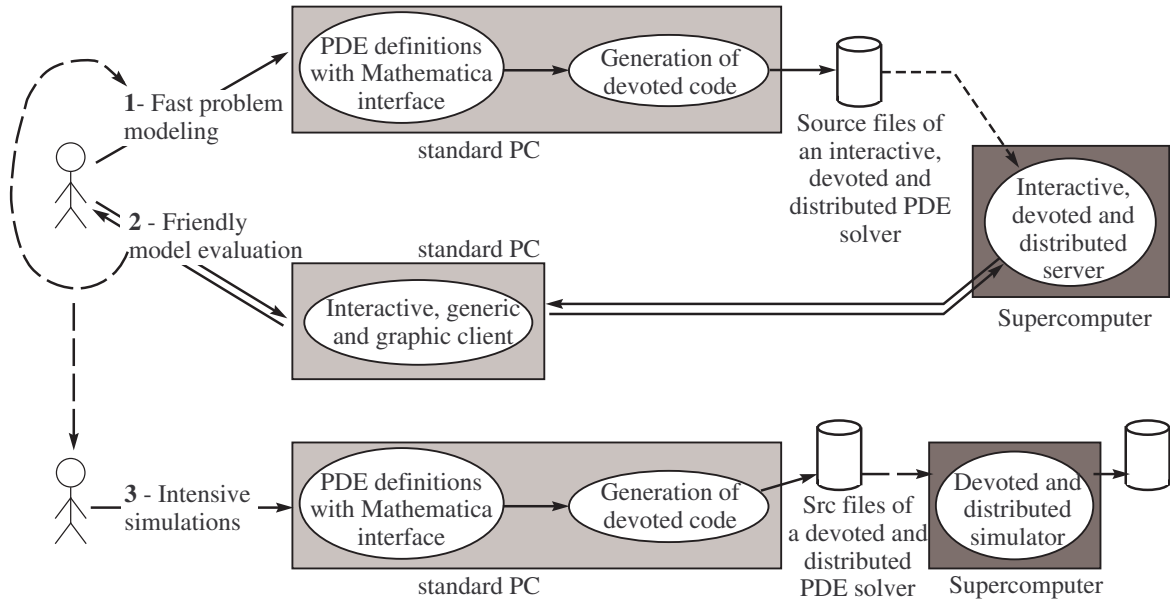 PDE definitions
with Mathematica
interface
Generation of
devoted code
1- Fast problem
modeling
standard PC
Source files of
an interactive,
devoted and
distributed PDE
solver
Interactive,
devoted and
distributed
server
Supercomputer
2 - Friendly
model evaluation
standard PC
Interactive, generic
and graphic client
3 - Intensive
simulations
PDE definitions
with Mathematica
interface
Generation of
devoted code
standard PC
Src files of
a devoted and
distributed
PDE solver
Devoted and
distributed
simulator
Supercomputer